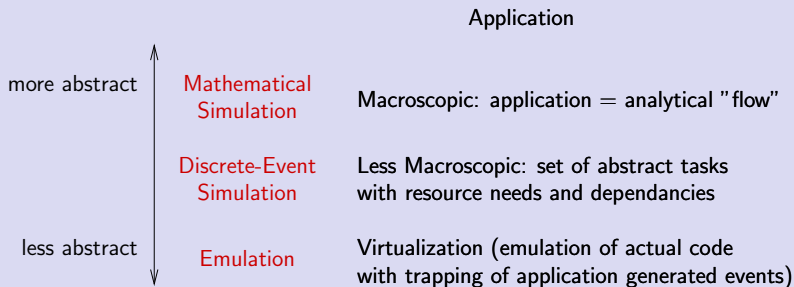 Application
more abstract
Mathematical
Simulation
Macroscopic: application = analytical ”flow”
Discrete-Event
Simulation
Less Macroscopic: set of abstract tasks
with resource needs and dependancies
less abstract
Emulation
Virtualization (emulation of actual code
with trapping of application generated events)